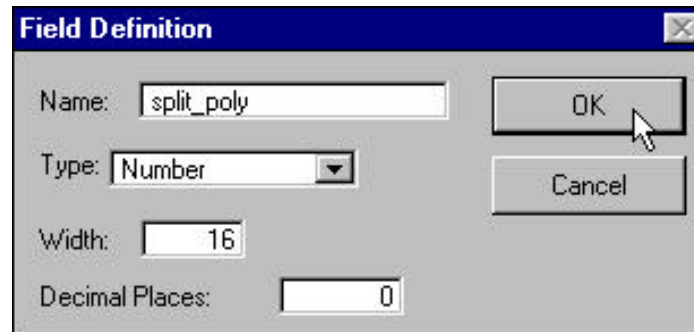 Field Definition
Name: split_poly
OK
Type: Number
Cancel
Width: 16
Decimal Places: 0